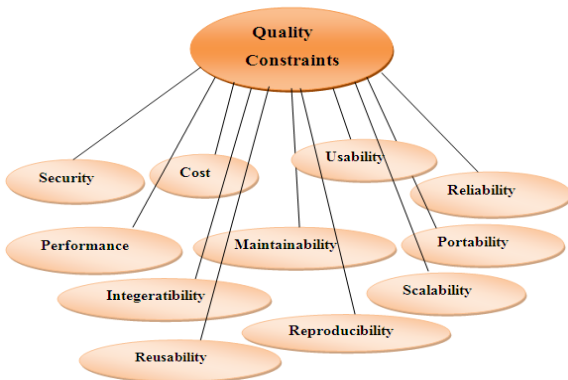 Quality
Constraints
Usability
Cost
Security
Reliability
Performance
Maintainability
Portability
Integeratibility
Scalability
Reproducibility
Reusability